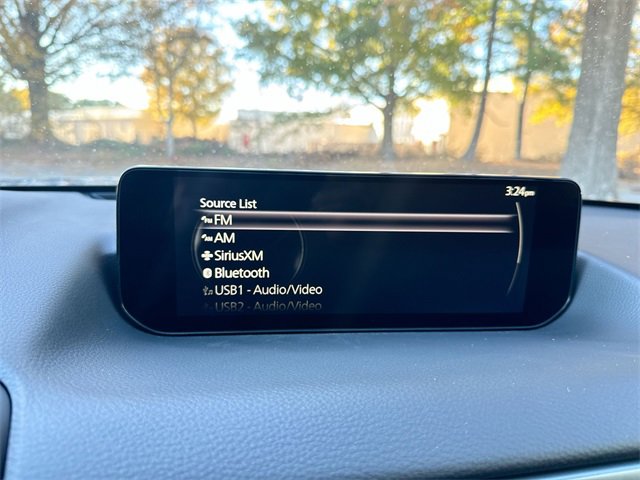 3:24pm
Source List
FM
AM
SiriusXM
Bluetooth
USB1 - Audio/Video
USB2 - Audio/Video